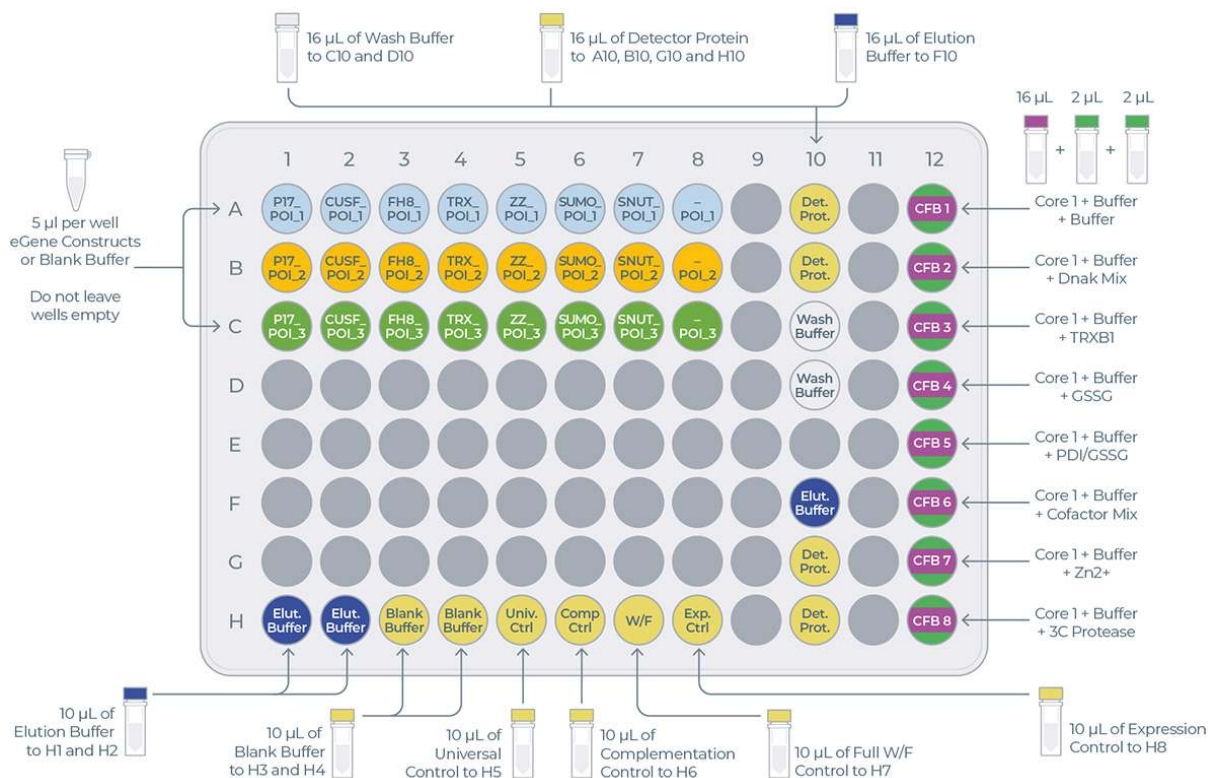 16 μL of Wash Buffer
to C10 and D10
16 μL of Detector Protein
to A10, B10, G10 and H10
16 μL of Elution
Buffer to F10
16 μL
2 μL
2 μL
+
+
5 μl per well
eGene Constructs
or Blank Buffer
Do not leave
wells empty
1 2 3 4 5 6 7 8 9 10 11 12
A
P17_
POI_1
CUSF_
POI_1
FH8_
POI_1
TRX_
POI_1
ZZ_
POI_1
SUMO_
POI_1
SNUT_
POI_1
–
POI_1
Det.
Prot.
CFB 1
Core 1 + Buffer
+ Buffer
B
P17_
POI_2
CUSF_
POI_2
FH8_
POI_2
TRX_
POI_2
ZZ_
POI_2
SUMO_
POI_2
SNUT_
POI_2
–
POI_2
Det.
Prot.
CFB 2
Core 1 + Buffer
+ Dnak Mix
C
P17_
POI_3
CUSF_
POI_3
FH8_
POI_3
TRX_
POI_3
ZZ_
POI_3
SUMO_
POI_3
SNUT_
POI_3
–
POI_3
Wash
Buffer
CFB 3
Core 1 + Buffer
+ TRXB1
D
Wash
Buffer
CFB 4
Core 1 + Buffer
+ GSSG
E
CFB 5
Core 1 + Buffer
+ PDI/GSSG
F
Elut.
Buffer
CFB 6
Core 1 + Buffer
+ Cofactor Mix
G
Det.
Prot.
CFB 7
Core 1 + Buffer
+ Zn2+
H
Elut.
Buffer
Elut.
Buffer
Blank
Buffer
Blank
Buffer
Univ.
Ctrl
Comp
Ctrl
W/F
Exp.
Ctrl
Det.
Prot.
CFB 8
Core 1 + Buffer
+ 3C Protease
10 μL of
Elution Buffer
to H1 and H2
10 μL of
Blank Buffer
to H3 and H4
10 μL of
Universal
Control to H5
10 μL of
Complementation
Control to H6
10 μL of Full W/F
Control to H7
10 μL of Expression
Control to H8